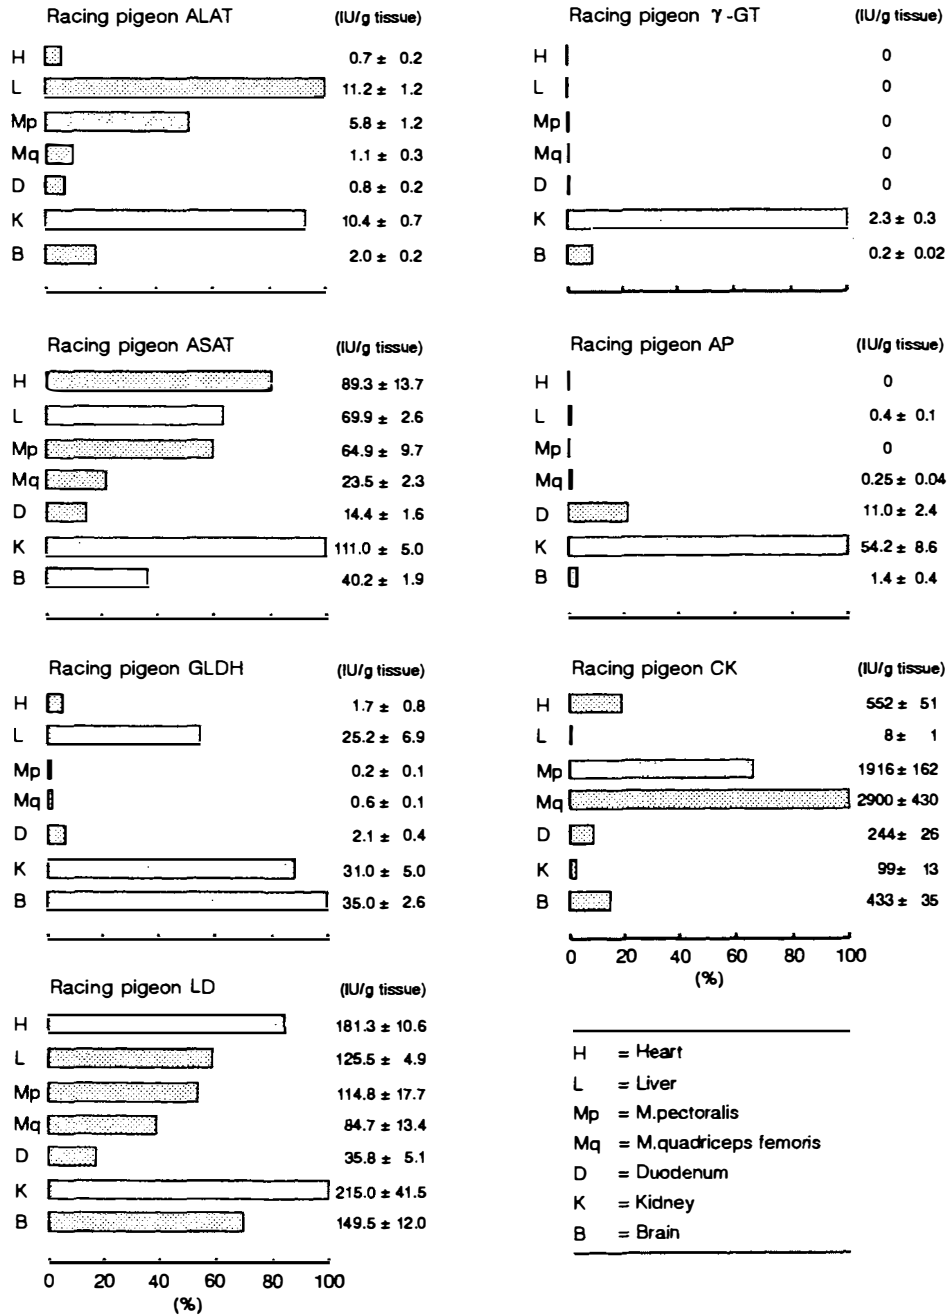 Racing pigeon ALAT (IU/g tissue)
H 0.7 ± 0.2
L 11.2 ± 1.2
Mp 5.8 ± 1.2
Mq 1.1 ± 0.3
D 0.8 ± 0.2
K 10.4 ± 0.7
B 2.0 ± 0.2
Racing pigeon ASAT (IU/g tissue)
H 89.3 ± 13.7
L 69.9 ± 2.6
Mp 64.9 ± 9.7
Mq 23.5 ± 2.3
D 14.4 ± 1.6
K 111.0 ± 5.0
B 40.2 ± 1.9
Racing pigeon GLDH (IU/g tissue)
H 1.7 ± 0.8
L 25.2 ± 6.9
Mp 0.2 ± 0.1
Mq 0.6 ± 0.1
D 2.1 ± 0.4
K 31.0 ± 5.0
B 35.0 ± 2.6
Racing pigeon LD (IU/g tissue)
H 181.3 ± 10.6
L 125.5 ± 4.9
Mp 114.8 ± 17.7
Mq 84.7 ± 13.4
D 35.8 ± 5.1
K 215.0 ± 41.5
B 149.5 ± 12.0
0 20 40 60 80 100
(%)
Racing pigeon γ-GT (IU/g tissue)
H 0
L 0
Mp 0
Mq 0
D 0
K 2.3 ± 0.3
B 0.2 ± 0.02
Racing pigeon AP (IU/g tissue)
H 0
L 0.4 ± 0.1
Mp 0
Mq 0.25 ± 0.04
D 11.0 ± 2.4
K 54.2 ± 8.6
B 1.4 ± 0.4
Racing pigeon CK (IU/g tissue)
H 552 ± 51
L 8 ± 1
Mp 1916 ± 162
Mq 2900 ± 430
D 244 ± 26
K 99 ± 13
B 433 ± 35
0 20 40 60 80 100
(%)
H = Heart
L = Liver
Mp = M.pectoralis
Mq = M.quadriceps femoris
D = Duodenum
K = Kidney
B = Brain